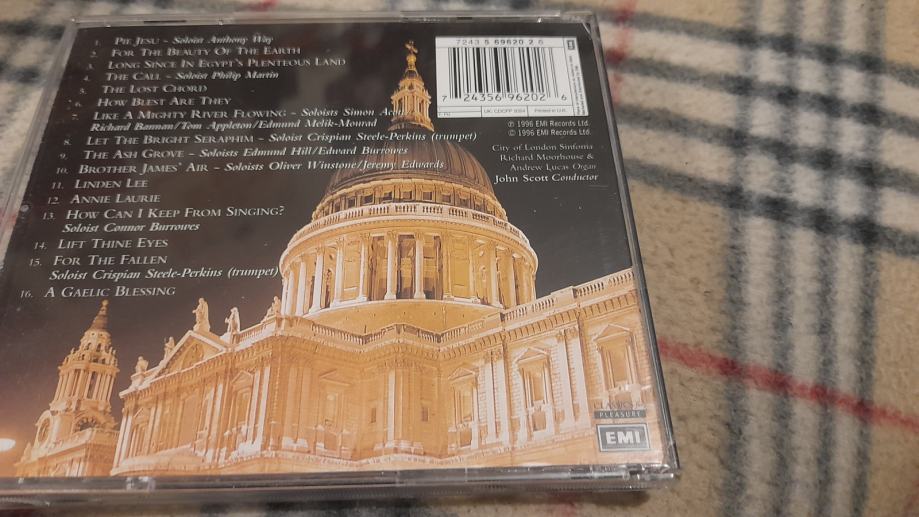 1. PIE JESU - Soloist Anthony Way
2. FOR THE BEAUTY OF THE EARTH
3. LONG SINCE IN EGYPT'S PLENTEOUS LAND
4. THE CALL - Soloist Philip Martin
5. THE LOST CHORD
6. HOW BLEST ARE THEY
7. LIKE A MIGHTY RIVER FLOWING - Soloists Simon
Richard Bannan/Tom Appleton/Edmund Melik-Monrad
8. LET THE BRIGHT SERAPHIM - Soloist Crispian Steele-Perkins (trumpet)
9. THE ASH GROVE - Soloists Edmund Hill/Edward Burrowes
10. BROTHER JAMES' AIR - Soloists Oliver Winstone/Jeremy Edwards
11. LINDEN LEE
12. ANNIE LAURIE
13. HOW CAN I KEEP FROM SINGING?
Soloist Connor Burrowes
14. LIFT THINE EYES
15. FOR THE FALLEN
Soloist Crispian Steele-Perkins (trumpet)
16. A GAELIC BLESSING
7243 5 69620 2 6
7 24356 96202 6
℗ 1996 EMI Records Ltd.
© 1996 EMI Records Ltd.
City of London Sinfonia
Richard Moorhouse &
Andrew Lucas Organ
John Scott Conductor
CLASSICS for
PLEASURE
EMI